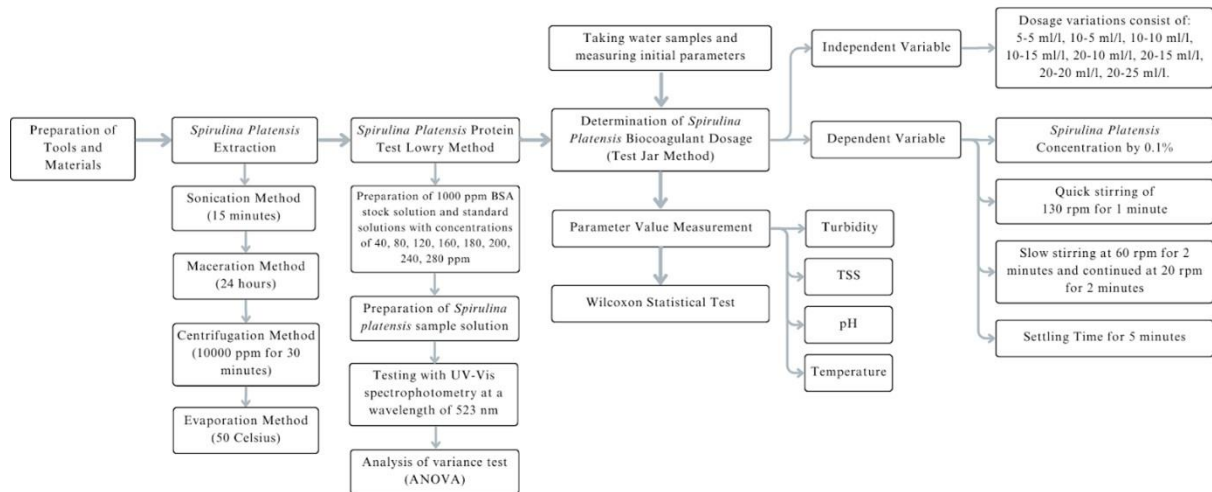 Preparation of
Tools and
Materials
Spirulina Platensis
Extraction
Sonication Method
(15 minutes)
Maceration Method
(24 hours)
Centrifugation Method
(10000 ppm for 30
minutes)
Evaporation Method
(50 Celsius)
Spirulina Platensis Protein
Test Lowry Method
Preparation of 1000 ppm BSA
stock solution and standard
solutions with concentrations
of 40, 80, 120, 160, 180, 200,
240, 280 ppm
Preparation of Spirulina
platensis sample solution
Testing with UV-Vis
spectrophotometry at a
wavelength of 523 nm
Analysis of variance test
(ANOVA)
Taking water samples and
measuring initial parameters
Determination of Spirulina
Platensis Biocoagulant Dosage
(Test Jar Method)
Parameter Value Measurement
Wilcoxon Statistical Test
Turbidity
TSS
pH
Temperature
Independent Variable
Dosage variations consist of:
5-5 ml/l, 10-5 ml/l, 10-10 ml/l,
10-15 ml/l, 20-10 ml/l, 20-15 ml/l,
20-20 ml/l, 20-25 ml/l.
Dependent Variable
Spirulina Platensis
Concentration by 0.1%
Quick stirring of
130 rpm for 1 minute
Slow stirring at 60 rpm for 2
minutes and continued at 20 rpm
for 2 minutes
Settling Time for 5 minutes